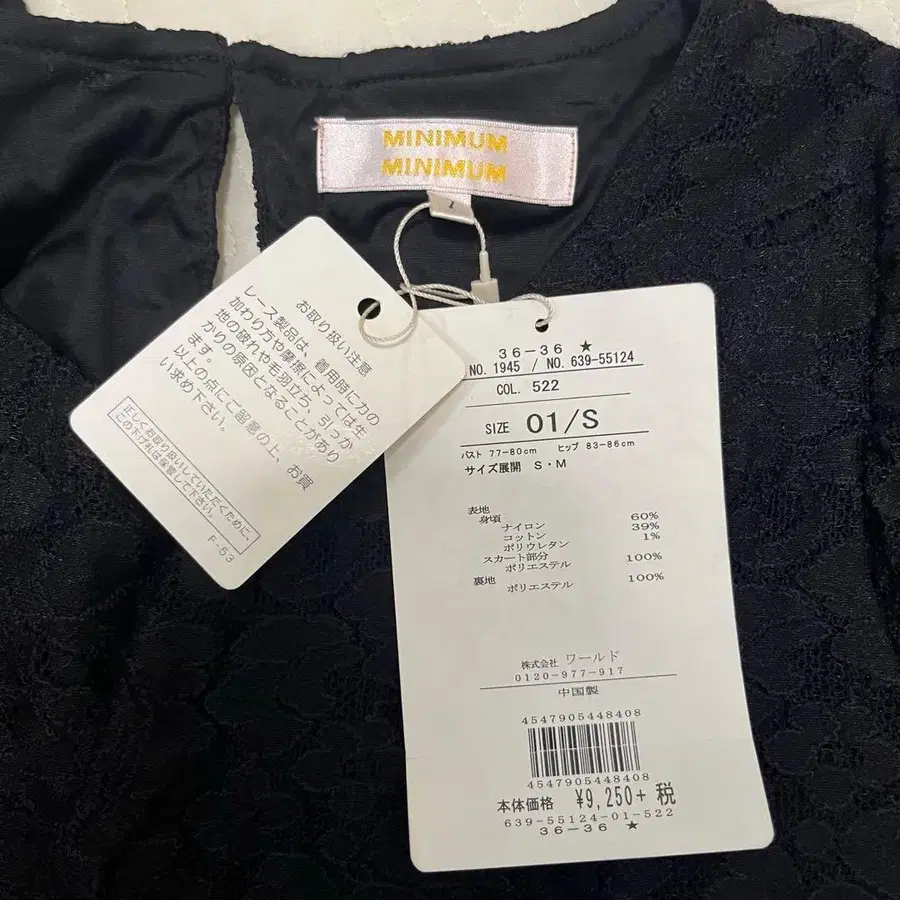 MINIMUM
MINIMUM
1
お取り扱い注意
レース製品は、着用時に力の
加わり方や摩擦によっては生
地の破れや毛羽立ち、引っか
かりの原因となることがあり
ます。
以上の点にご留意の上、お買
い求め下さい。
正しくお取り扱いしていただくために、
この下げ札は保管して下さい。
F-53
36-36 ★
NO. 1945 / NO. 639-55124
COL. 522
SIZE 01/S
バスト 77-80cm ヒップ 83-86cm
サイズ展開 S・M
表地
身頃
ナイロン 60%
コットン 39%
ポリウレタン 1%
スカート部分
ポリエステル 100%
裏地
ポリエステル 100%
株式会社 ワールド
0120-977-917
中国製
4547905448408
4547905448408
本体価格 ¥9,250+ 税
639-55124-01-522
36-36 ★